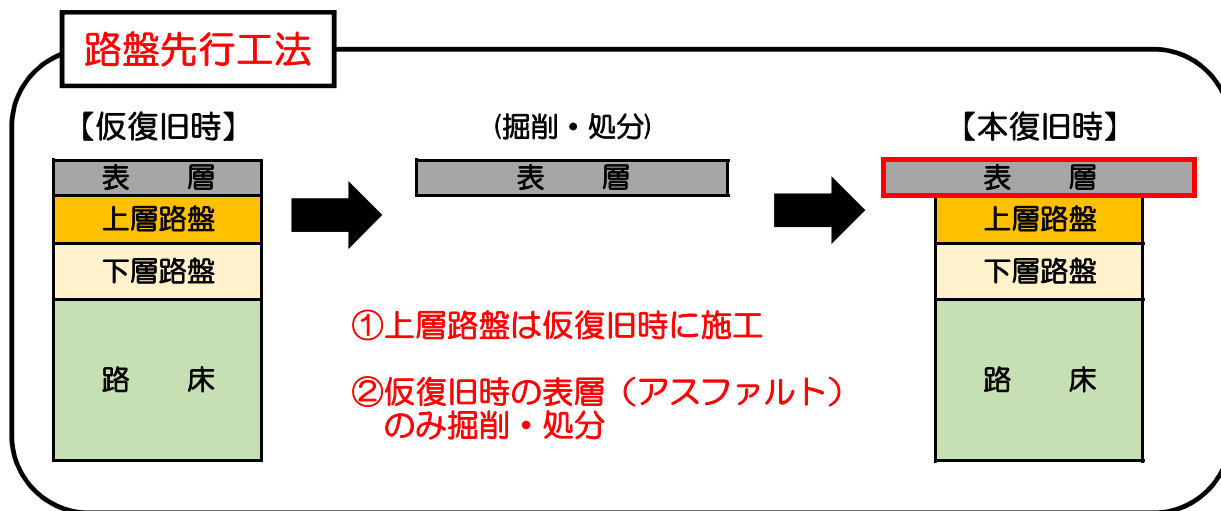 路盤先行工法
【仮復旧時】
表　層
上層路盤
下層路盤
路　床
(掘削・処分)
表　層
①上層路盤は仮復旧時に施工
②仮復旧時の表層（アスファルト）
のみ掘削・処分
【本復旧時】
表　層
上層路盤
下層路盤
路　床